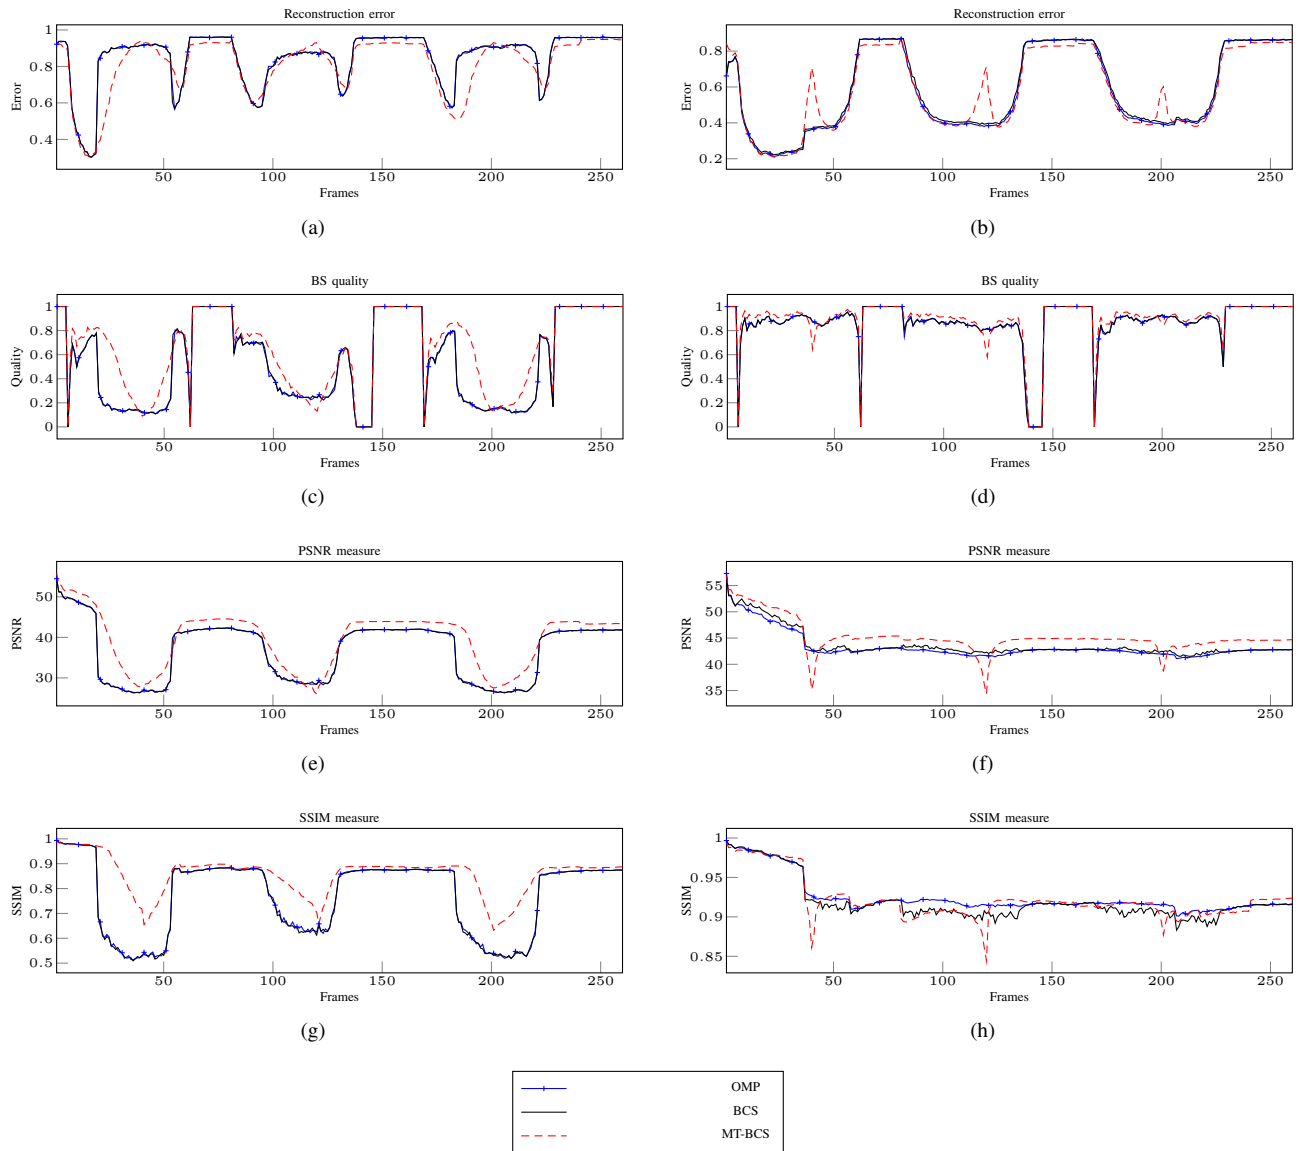 Reconstruction error
1
0.8
0.6
0.4
Error
50 100 150 200 250
Frames
(a)
Reconstruction error
0.8
0.6
0.4
0.2
Error
50 100 150 200 250
Frames
(b)
BS quality
1
0.8
0.6
0.4
0.2
0
Quality
50 100 150 200 250
Frames
(c)
BS quality
1
0.8
0.6
0.4
0.2
0
Quality
50 100 150 200 250
Frames
(d)
PSNR measure
50
40
30
PSNR
50 100 150 200 250
Frames
(e)
PSNR measure
55
50
45
40
35
PSNR
50 100 150 200 250
Frames
(f)
SSIM measure
1
0.9
0.8
0.7
0.6
0.5
SSIM
50 100 150 200 250
Frames
(g)
SSIM measure
1
0.95
0.9
0.85
SSIM
50 100 150 200 250
Frames
(h)
OMP
BCS
MT-BCS